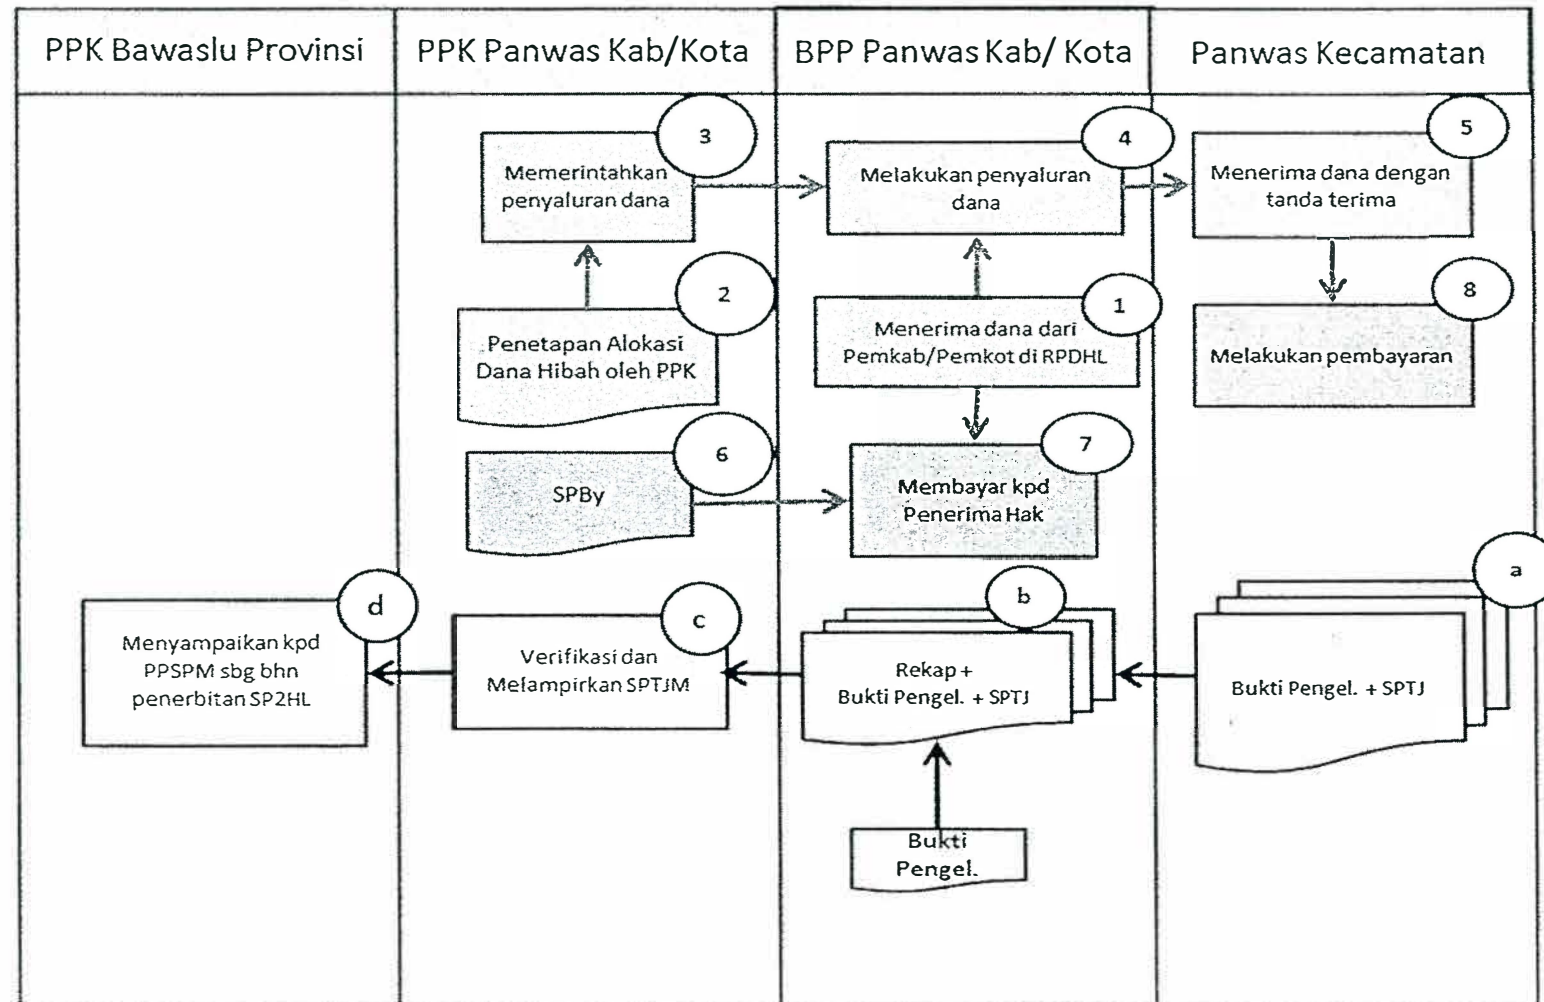 PPK Bawaslu Provinsi
PPK Panwas Kab/Kota
BPP Panwas Kab/ Kota
Panwas Kecamatan
3
Memerintahkan
penyaluran dana
4
Melakukan penyaluran
dana
5
Menerima dana dengan
tanda terima
2
Penetapan Alokasi
Dana Hibah oleh PPK
1
Menerima dana dari
Pemkab/Pemkot di RPDHL
8
Melakukan pembayaran
6
SPBy
7
Membayar kpd
Penerima Hak
d
Menyampaikan kpd
PPSPM sbg bhn
penerbitan SP2HL
c
Verifikasi dan
Melampirkan SPTJM
b
Rekap +
Bukti Pengel. + SPTJ
a
Bukti Pengel. + SPTJ
Bukti
Pengel.